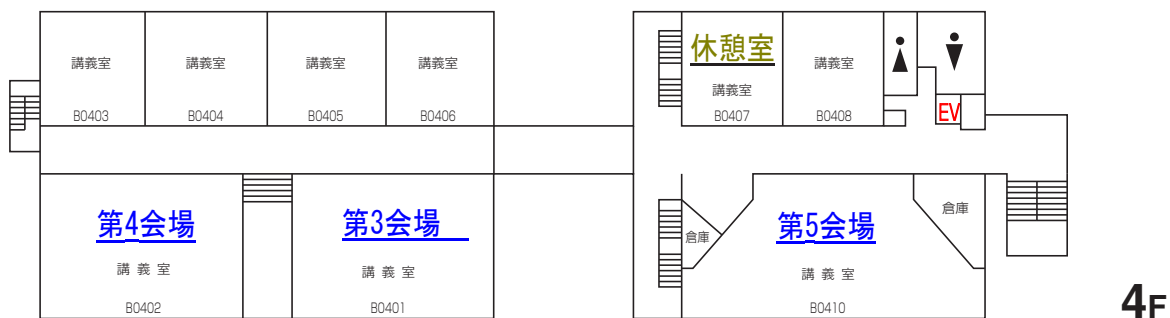 休憩室
講義室
講義室
講義室
講義室
講義室
講義室
B0403
B0404
B0405
B0406
B0407
B0408
EV
第4会場
第3会場
第5会場
倉庫
倉庫
講 義 室
講 義 室
講 義 室
B0402
B0401
B0410
4F